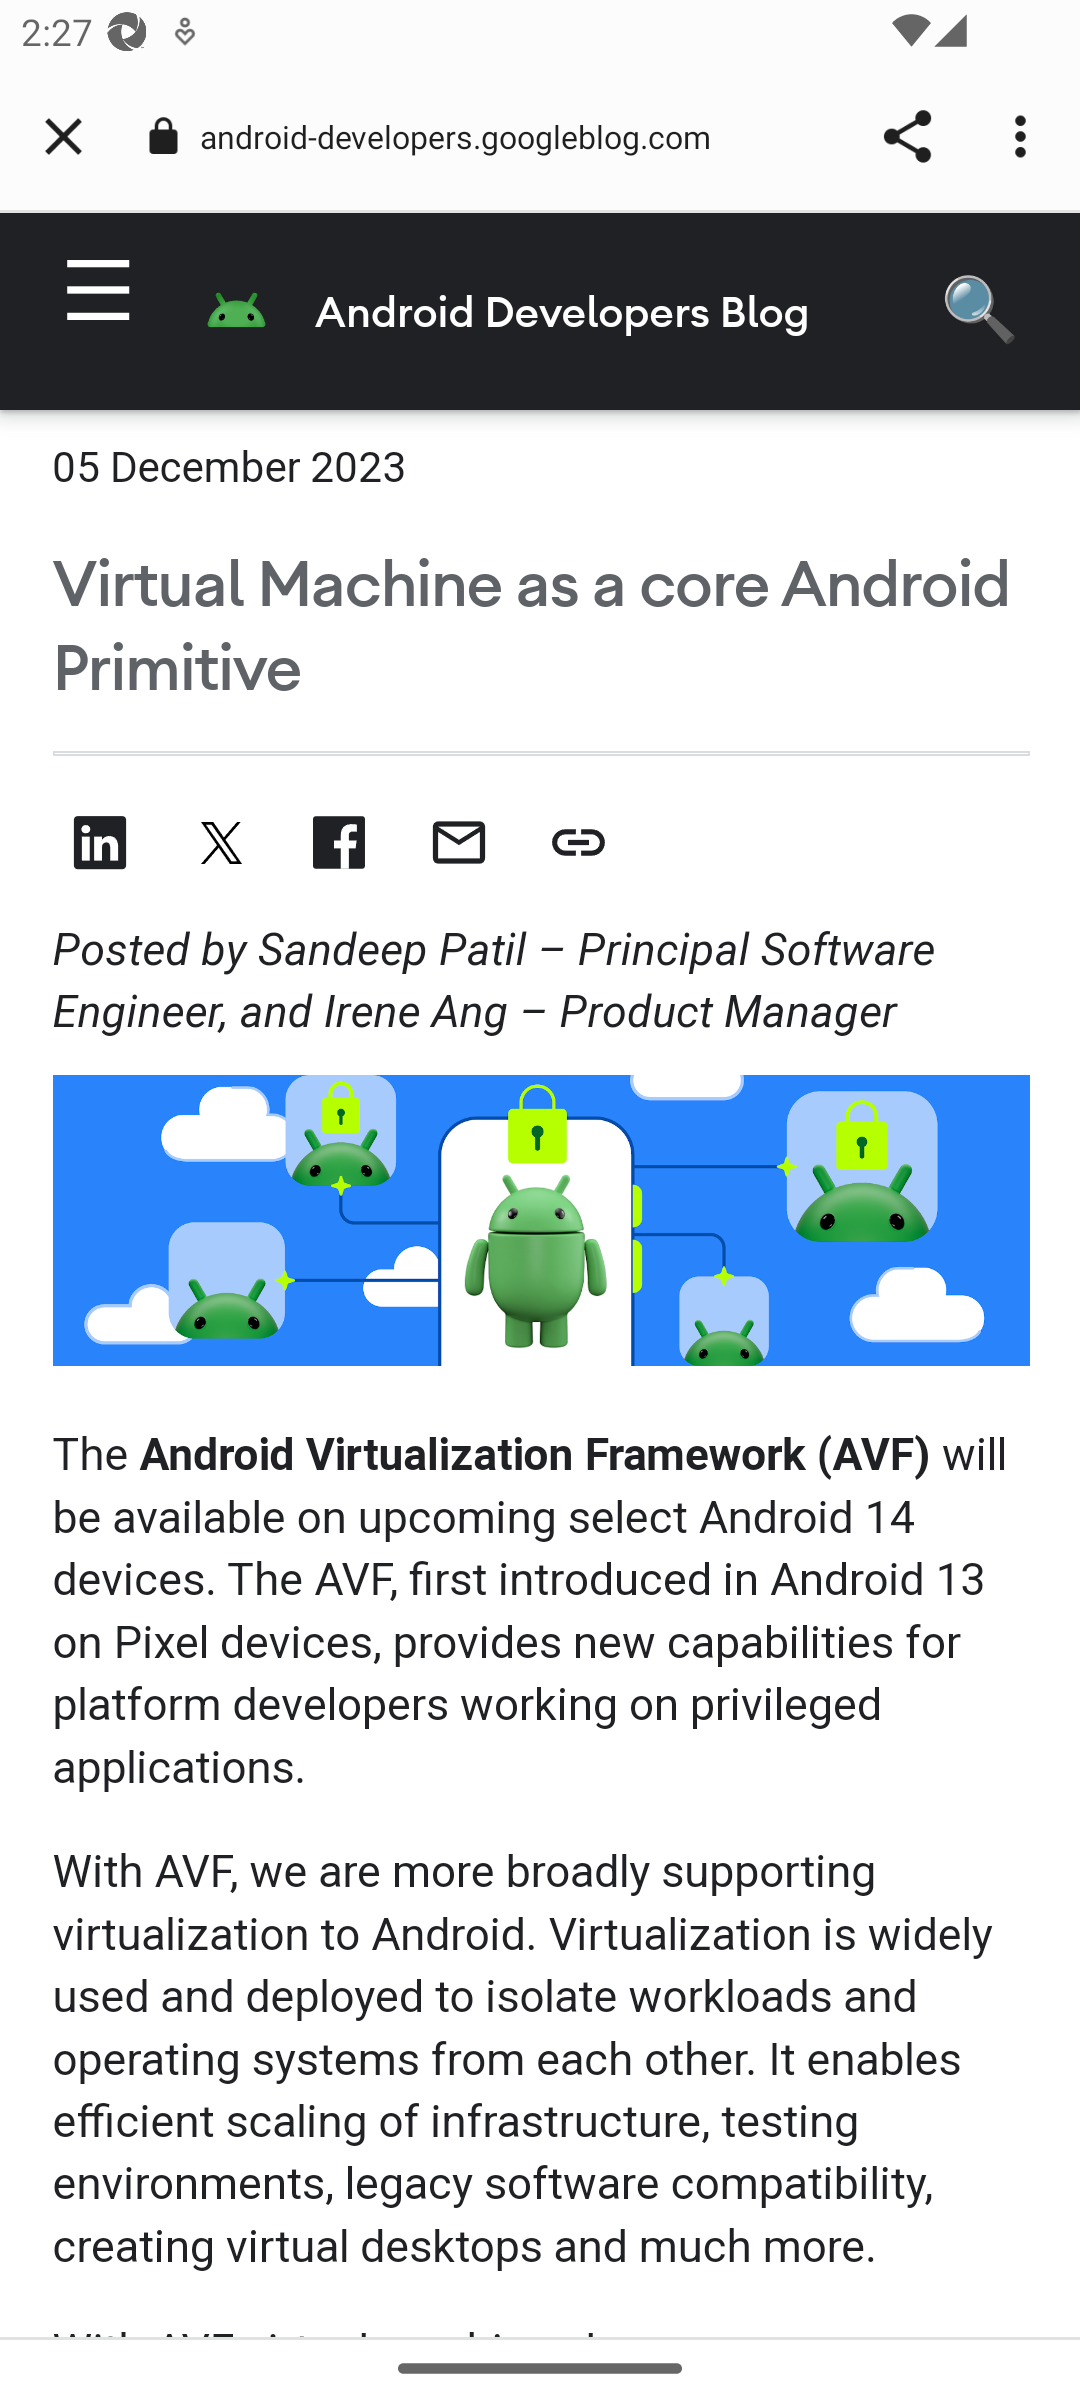 2:27
android-developers.googleblog.com
Android Developers Blog
05 December 2023
Virtual Machine as a core Android
Primitive
in X f
Posted by Sandeep Patil – Principal Software
Engineer, and Irene Ang – Product Manager
The Android Virtualization Framework (AVF) will
be available on upcoming select Android 14
devices. The AVF, first introduced in Android 13
on Pixel devices, provides new capabilities for
platform developers working on privileged
applications.
With AVF, we are more broadly supporting
virtualization to Android. Virtualization is widely
used and deployed to isolate workloads and
operating systems from each other. It enables
efficient scaling of infrastructure, testing
environments, legacy software compatibility,
creating virtual desktops and much more.